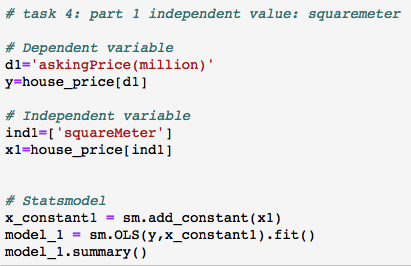 # task 4: part 1 independent value: squaremeter
# Dependent variable
d1='askingPrice(million)'
y=house_price[d1]
# Independent variable
ind1=['squareMeter']
x1=house_price[ind1]
# Statsmodel
x_constant1 = sm.add_constant(x1)
model_1 = sm.OLS(y,x_constant1).fit()
model_1.summary()